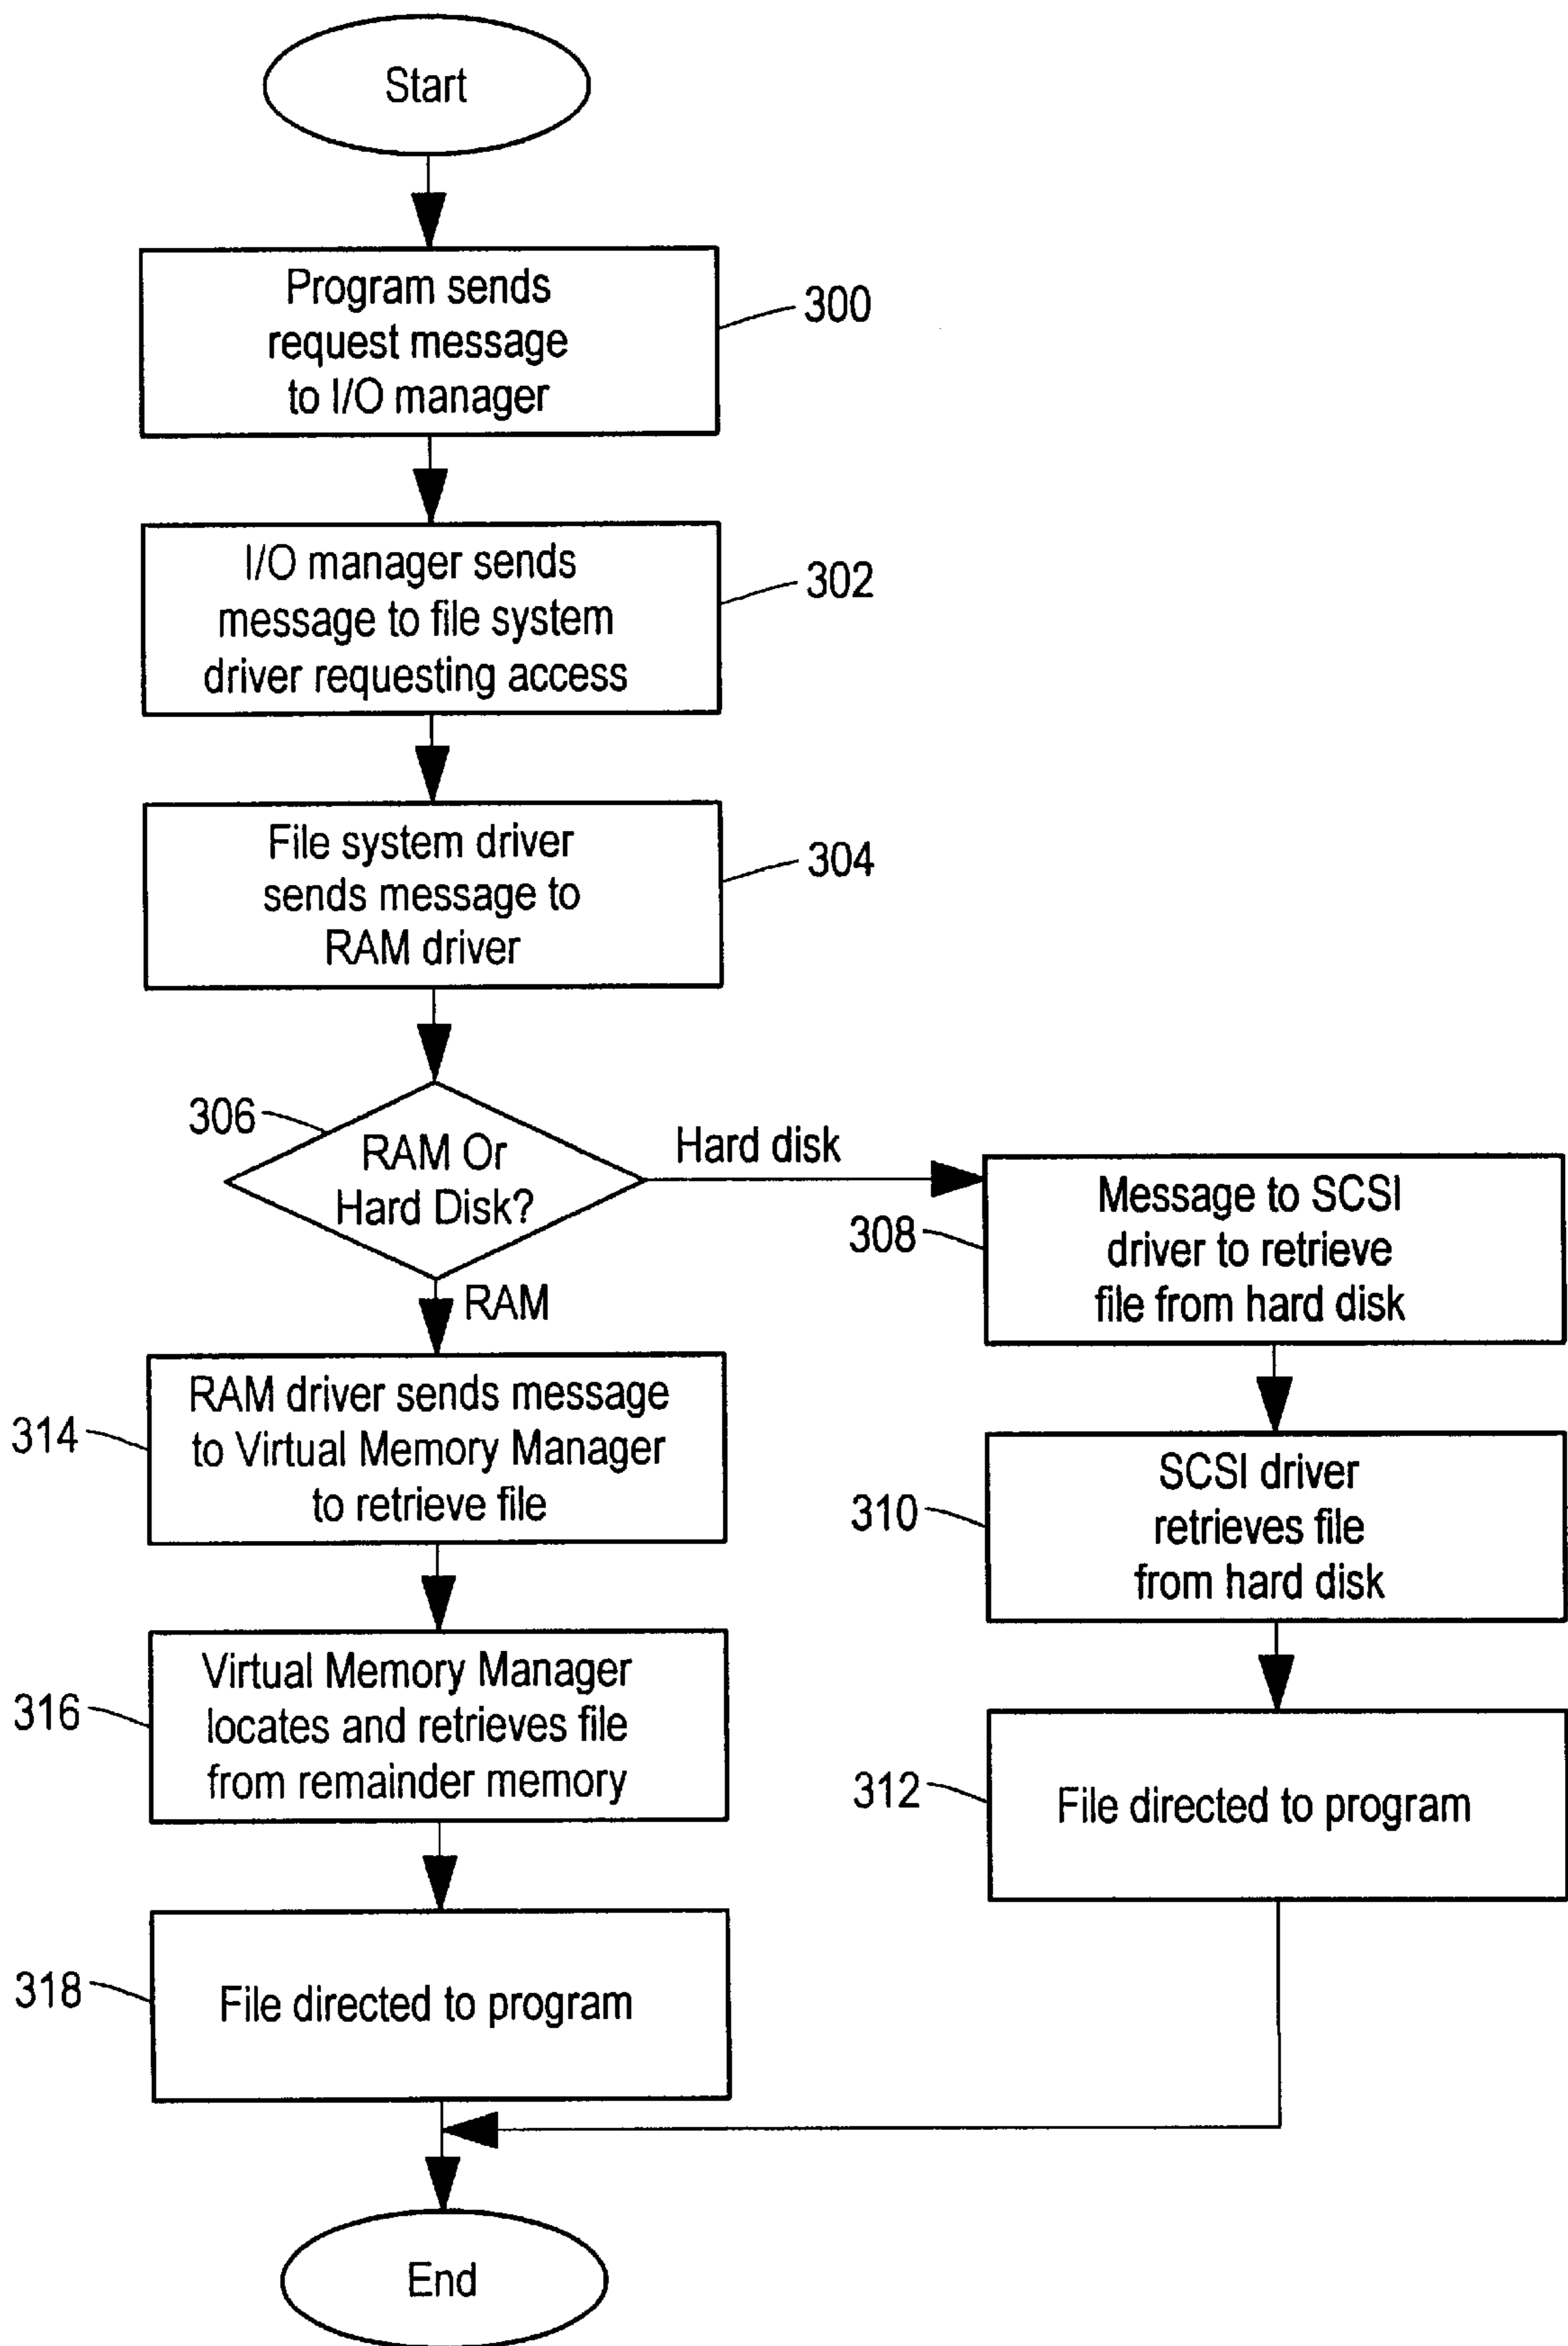 Start
Program sends
request message
to I/O manager
300
I/O manager sends
message to file system
driver requesting access
302
File system driver
sends message to
RAM driver
304
306
RAM Or
Hard Disk?
Hard disk
RAM
308
Message to SCSI
driver to retrieve
file from hard disk
310
SCSI driver
retrieves file
from hard disk
312
File directed to program
314
RAM driver sends message
to Virtual Memory Manager
to retrieve file
316
Virtual Memory Manager
locates and retrieves file
from remainder memory
318
File directed to program
End